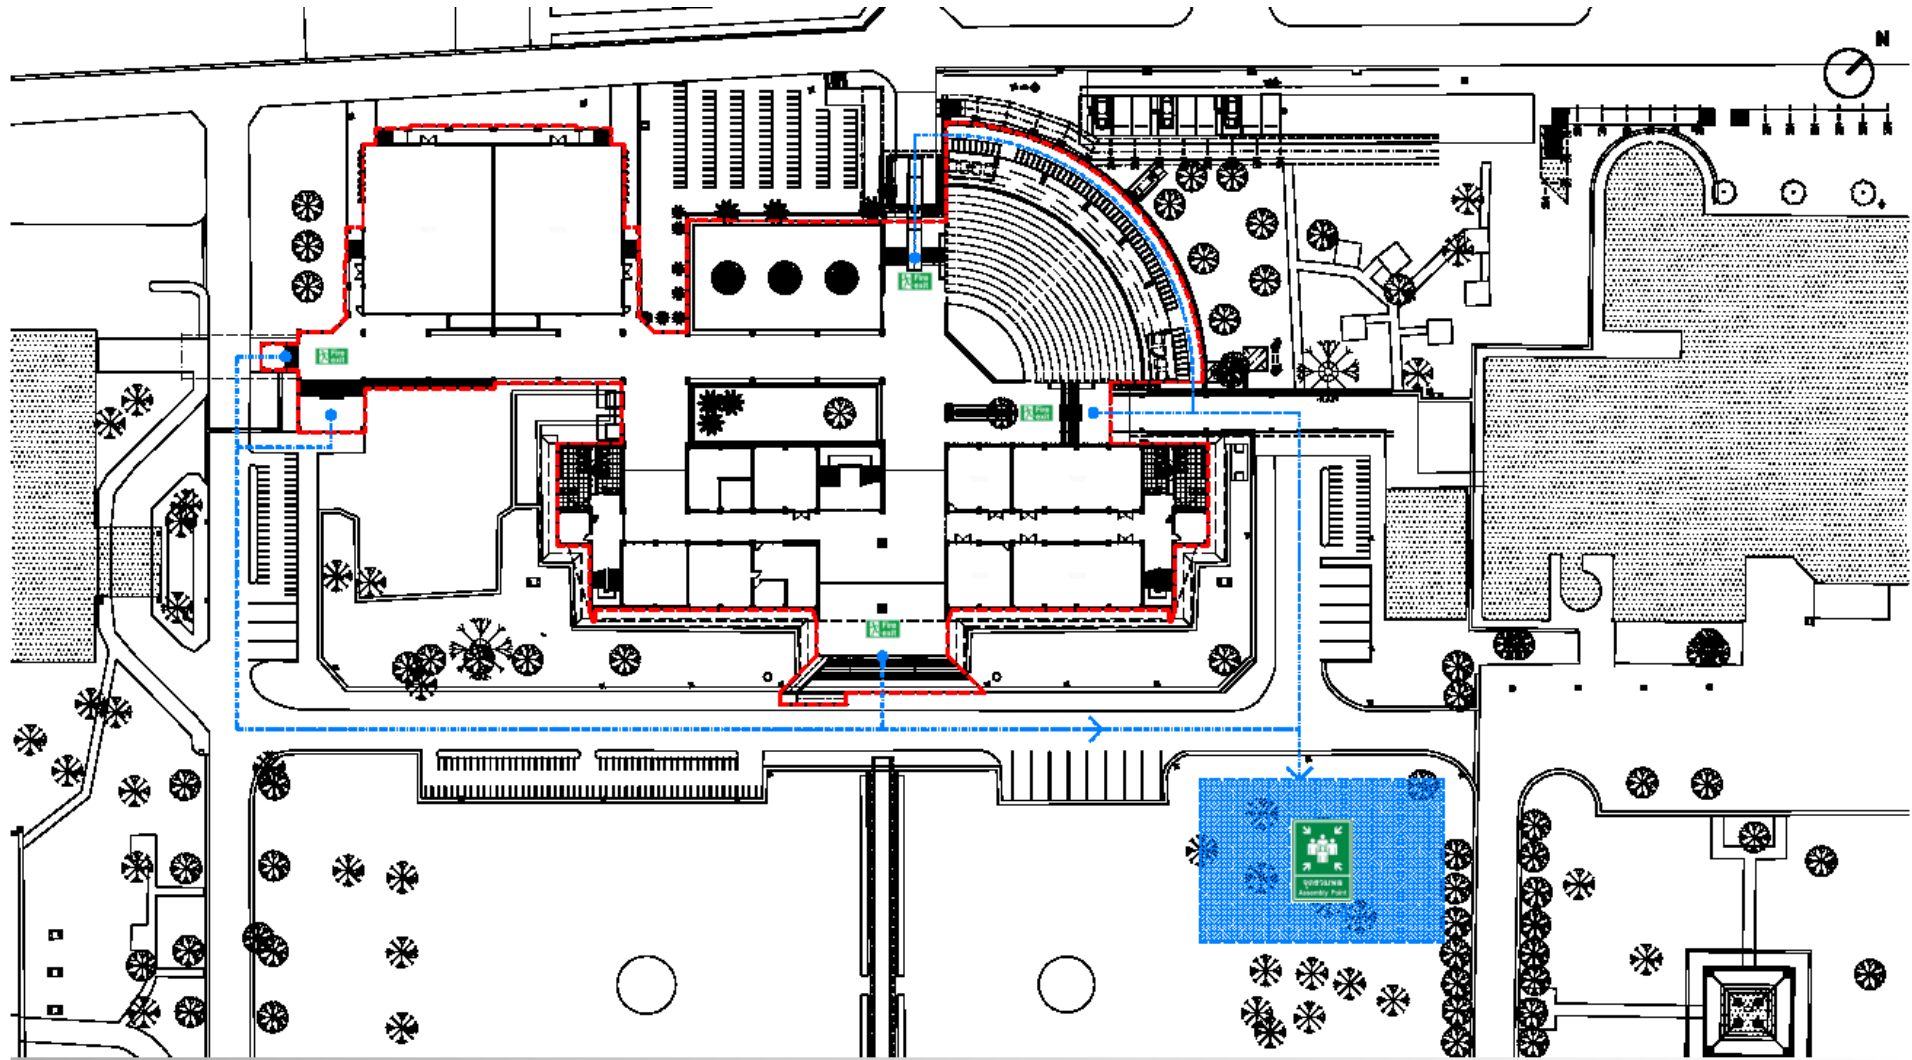 N
Fire
exit
Fire
exit
Fire
exit
Fire
exit
จุดรวมพล
Assembly Point